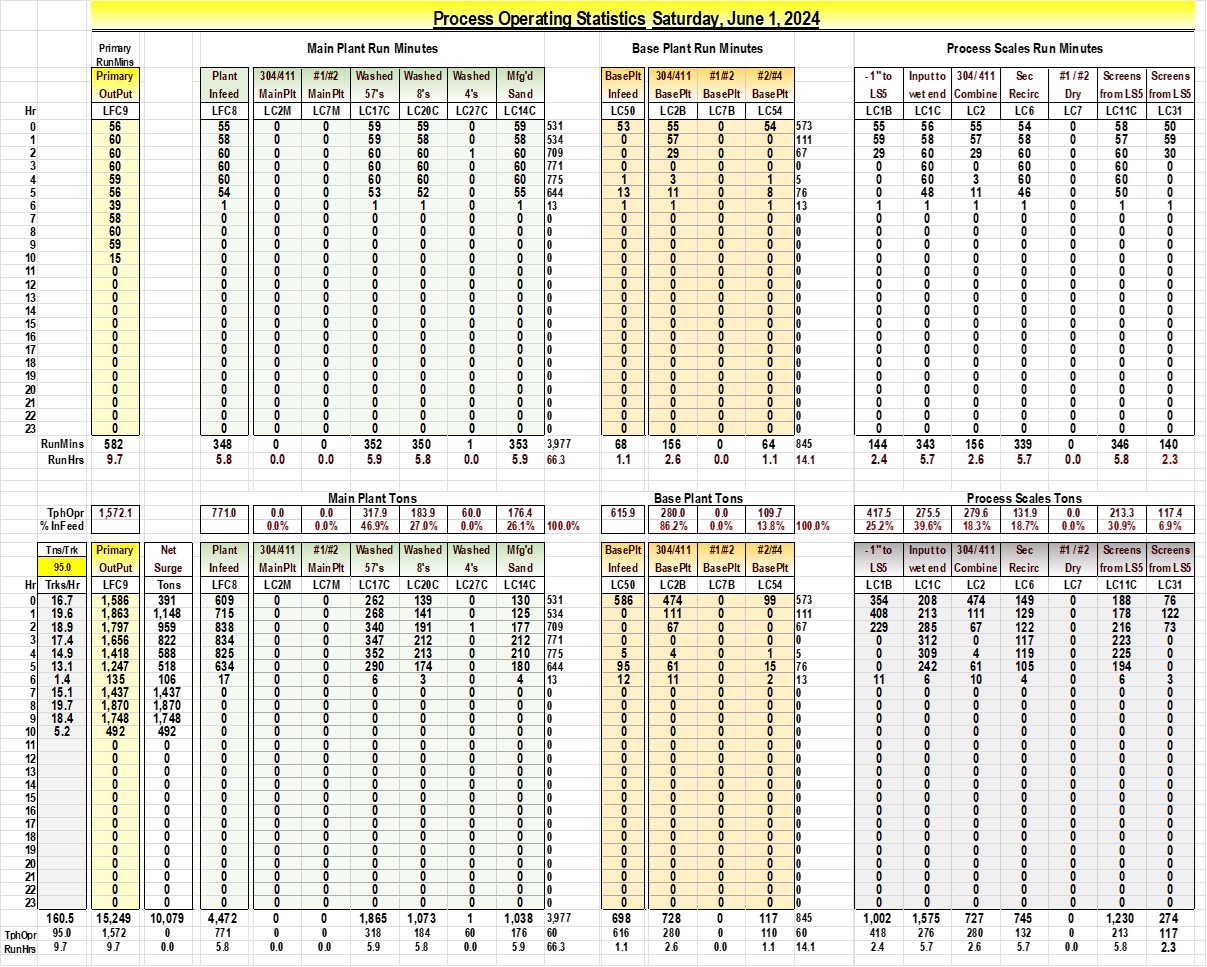 Process Operating Statistics Saturday, June 1, 2024
Primary Main Plant Run Minutes Base Plant Run Minutes Process Scales Run Minutes
RunMins
Primary Plant 304/411 #1/#2 Washed Washed Washed Mfg'd BasePlt 304/411 #1/#2 #2/#4 -1" to Input to 304/ 411 Sec #1 / #2 Screens Screens
OutPut Infeed MainPlt Main Plt 57's 8's 4's Sand Infeed BasePlt BasePlt BasePlt LS5 wet end Combine Recirc Dry from LS5 from LS5
Hr LFC9 LFC8 LC2M LC7M LC17C LC20C LC27C LC14C LC50 LC2B LC7B LC54 LC1B LC1C LC2 LC6 LC7 LC11C LC31
0 56 55 0 0 59 59 0 59 531 53 55 0 54 573 55 56 55 54 0 58 50
1 60 58 0 0 59 58 0 58 534 0 57 0 0 111 59 58 57 58 0 57 59
2 60 60 0 0 60 60 1 60 709 0 29 0 0 67 29 60 29 60 0 60 30
3 60 60 0 0 60 60 0 60 771 0 0 0 0 0 0 60 0 60 0 60 0
4 59 60 0 0 60 60 0 60 775 1 3 0 1 5 0 60 3 60 0 60 0
5 56 54 0 0 53 52 0 55 644 13 11 0 8 76 0 48 11 46 0 50 0
6 39 1 0 0 1 1 0 1 13 1 1 0 1 13 1 1 1 1 0 1 1
7 58 0 0 0 0 0 0 0 0 0 0 0 0 0 0 0 0 0 0 0 0
8 60 0 0 0 0 0 0 0 0 0 0 0 0 0 0 0 0 0 0 0 0
9 59 0 0 0 0 0 0 0 0 0 0 0 0 0 0 0 0 0 0 0 0
10 15 0 0 0 0 0 0 0 0 0 0 0 0 0 0 0 0 0 0 0 0
11 0 0 0 0 0 0 0 0 0 0 0 0 0 0 0 0 0 0 0 0 0
12 0 0 0 0 0 0 0 0 0 0 0 0 0 0 0 0 0 0 0 0 0
13 0 0 0 0 0 0 0 0 0 0 0 0 0 0 0 0 0 0 0 0 0
14 0 0 0 0 0 0 0 0 0 0 0 0 0 0 0 0 0 0 0 0 0
15 0 0 0 0 0 0 0 0 0 0 0 0 0 0 0 0 0 0 0 0 0
16 0 0 0 0 0 0 0 0 0 0 0 0 0 0 0 0 0 0 0 0 0
17 0 0 0 0 0 0 0 0 0 0 0 0 0 0 0 0 0 0 0 0 0
18 0 0 0 0 0 0 0 0 0 0 0 0 0 0 0 0 0 0 0 0 0
19 0 0 0 0 0 0 0 0 0 0 0 0 0 0 0 0 0 0 0 0 0
20 0 0 0 0 0 0 0 0 0 0 0 0 0 0 0 0 0 0 0 0 0
21 0 0 0 0 0 0 0 0 0 0 0 0 0 0 0 0 0 0 0 0 0
22 0 0 0 0 0 0 0 0 0 0 0 0 0 0 0 0 0 0 0 0 0
23 0 0 0 0 0 0 0 0 0 0 0 0 0 0 0 0 0 0 0 0 0
RunMins 582 348 0 0 352 350 1 353 3,977 68 156 0 64 845 144 343 156 339 0 346 140
Run Hrs 9.7 5.8 0.0 0.0 5.9 5.8 0.0 5.9 66.3 1.1 2.6 0.0 1.1 14.1 2.4 5.7 2.6 5.7 0.0 5.8 2.3
Main Plant Tons Base Plant Tons Process Scales Tons
TphOpr 1,572.1 771.0 0.0 0.0 317.9 183.9 60.0 176.4 615.9 280.0 0.0 109.7 417.5 275.5 279.6 131.9 0.0 213.3 117.4
% InFeed 0.0% 0.0% 46.9% 27.0% 0.0% 26.1% 100.0% 86.2% 0.0% 13.8% 100.0% 25.2% 39.6% 18.3% 18.7% 0.0% 30.9% 6.9%
Tns/Trk Primary Net Plant 304/411 #1/#2 Washed Washed Washed Mfg'd BasePlt 304/411 #1/#2 #2/#4 -1" to Input to 304/ 411 Sec #1 / #2 Screens Screens
95.0 OutPut Surge Infeed MainPlt Main Plt 57's 8's 4's Sand Infeed BasePlt BasePlt BasePlt LS5 wet end Combine Recirc Dry from LS5 from LS5
Hr Trks/Hr LFC9 Tons LFC8 LC2M LC7M LC17C LC20C LC27C LC14C LC50 LC2B LC7B LC54 LC1B LC1C LC2 LC6 LC7 LC11C LC31
0 16.7 1,586 391 609 0 0 262 139 0 130 531 586 474 0 99 573 354 208 474 149 0 188 76
1 19.6 1,863 1,148 715 0 0 268 141 0 125 534 0 111 0 0 111 408 213 111 129 0 178 122
2 18.9 1,797 959 838 0 0 340 191 1 177 709 0 67 0 0 67 229 285 67 122 0 216 73
3 17.4 1,656 822 834 0 0 347 212 0 212 771 0 0 0 0 0 0 312 0 117 0 223 0
4 14.9 1,418 588 825 0 0 352 213 0 210 775 5 4 0 1 5 0 309 4 119 0 225 0
5 13.1 1,247 518 634 0 0 290 174 0 180 644 95 61 0 15 76 0 242 61 105 0 194 0
6 1.4 135 106 17 0 0 6 3 0 4 13 12 11 0 2 13 11 6 10 4 0 6 3
7 15.1 1,437 1,437 0 0 0 0 0 0 0 0 0 0 0 0 0 0 0 0 0 0 0 0
8 19.7 1,870 1,870 0 0 0 0 0 0 0 0 0 0 0 0 0 0 0 0 0 0 0 0
9 18.4 1,748 1,748 0 0 0 0 0 0 0 0 0 0 0 0 0 0 0 0 0 0 0 0
10 5.2 492 492 0 0 0 0 0 0 0 0 0 0 0 0 0 0 0 0 0 0 0 0
11 0 0 0 0 0 0 0 0 0 0 0 0 0 0 0 0 0 0 0 0 0 0
12 0 0 0 0 0 0 0 0 0 0 0 0 0 0 0 0 0 0 0 0 0 0
13 0 0 0 0 0 0 0 0 0 0 0 0 0 0 0 0 0 0 0 0 0 0
14 0 0 0 0 0 0 0 0 0 0 0 0 0 0 0 0 0 0 0 0 0 0
15 0 0 0 0 0 0 0 0 0 0 0 0 0 0 0 0 0 0 0 0 0 0
16 0 0 0 0 0 0 0 0 0 0 0 0 0 0 0 0 0 0 0 0 0 0
17 0 0 0 0 0 0 0 0 0 0 0 0 0 0 0 0 0 0 0 0 0 0
18 0 0 0 0 0 0 0 0 0 0 0 0 0 0 0 0 0 0 0 0 0 0
19 0 0 0 0 0 0 0 0 0 0 0 0 0 0 0 0 0 0 0 0 0 0
20 0 0 0 0 0 0 0 0 0 0 0 0 0 0 0 0 0 0 0 0 0 0
21 0 0 0 0 0 0 0 0 0 0 0 0 0 0 0 0 0 0 0 0 0 0
22 0 0 0 0 0 0 0 0 0 0 0 0 0 0 0 0 0 0 0 0 0 0
23 0 0 0 0 0 0 0 0 0 0 0 0 0 0 0 0 0 0 0 0 0 0
160.5 15,249 10,079 4,472 0 0 1,865 1,073 1 1,038 3,977 698 728 0 117 845 1,002 1,575 727 745 0 1,230 274
TphOpr 95.0 1,572 0 771 0 0 318 184 60 176 60 616 280 0 110 60 418 276 280 132 0 213 117
RunHrs 9.7 9.7 0.0 5.8 0.0 0.0 5.9 5.8 0.0 5.9 66.3 1.1 2.6 0.0 1.1 14.1 2.4 5.7 2.6 5.7 0.0 5.8 2.3